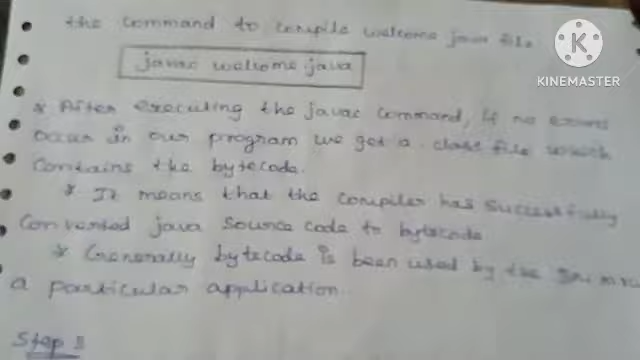 the command to compile welcome java file.
K
KINEMASTER
javac welcome.java
* After executing the javac command, if no errors
occur in our program we get a .class file which
contains the bytecode.
* It means that the compiler has successfully
converted java source code to bytecode
* Generally bytecode is been used by the
a particular application.
Step